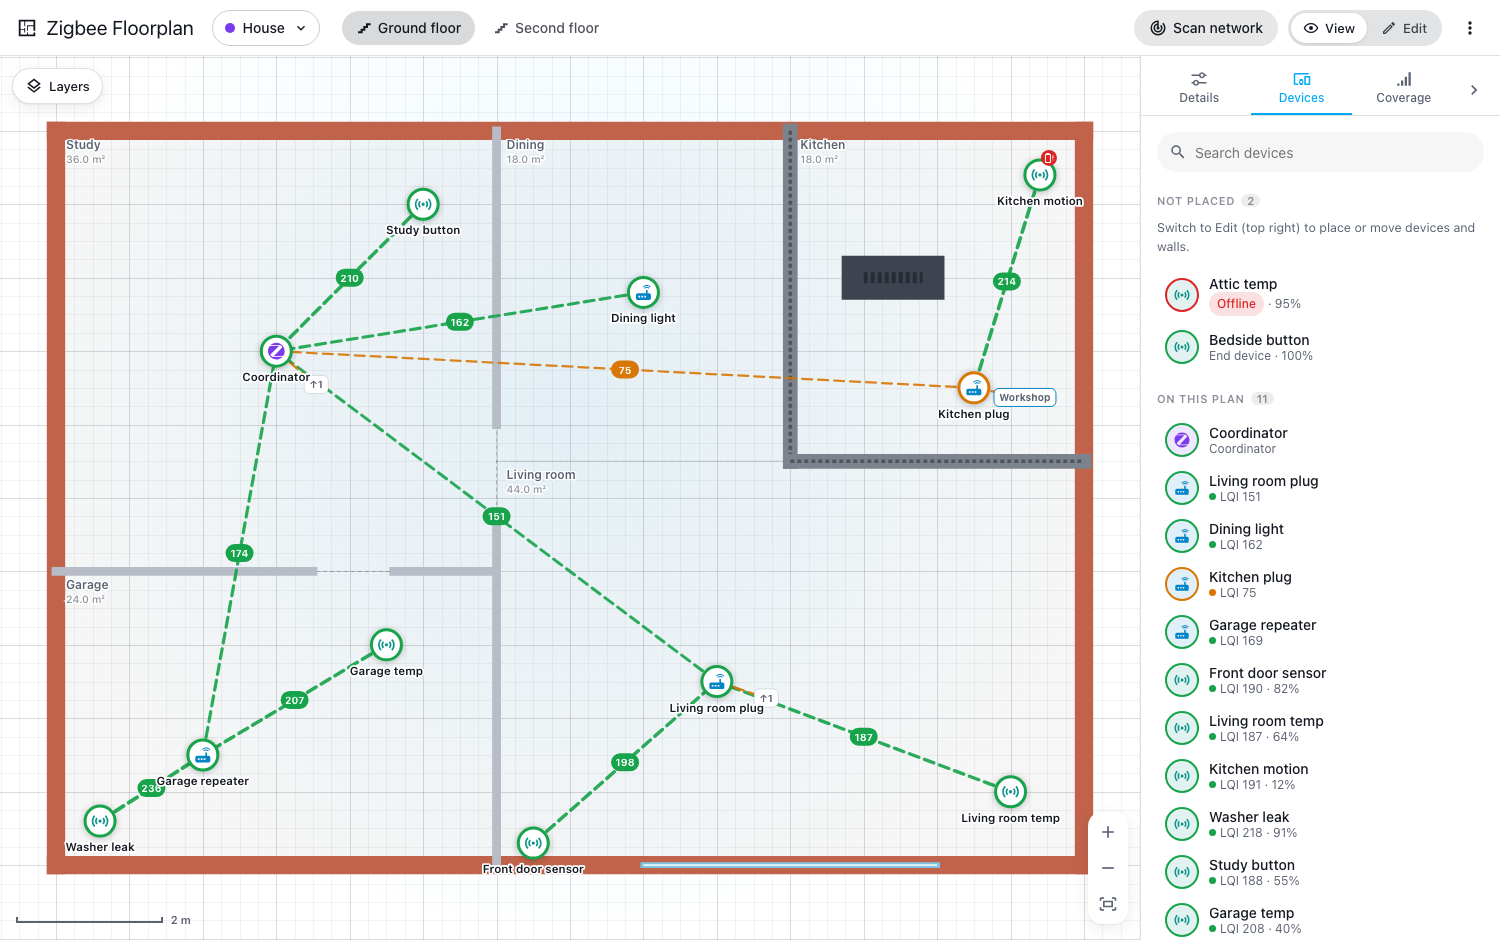 Zigbee Floorplan
House
Ground floor
Second floor
Scan network
View
Edit
Layers
Details
Devices
Coverage
Search devices
NOT PLACED 2
Switch to Edit (top right) to place or move devices and
walls.
Attic temp
Offline · 95%
Bedside button
End device · 100%
ON THIS PLAN 11
Coordinator
Coordinator
Living room plug
LQI 151
Dining light
LQI 162
Kitchen plug
LQI 75
Garage repeater
LQI 169
Front door sensor
LQI 190 · 82%
Living room temp
LQI 187 · 64%
Kitchen motion
LQI 191 · 12%
Washer leak
LQI 218 · 91%
Study button
LQI 188 · 55%
Garage temp
LQI 208 · 40%
Study
36.0 m²
Dining
18.0 m²
Kitchen
18.0 m²
Kitchen motion
Study button
210
214
Dining light
162
Coordinator
↑1
75
Workshop
Kitchen plug
Living room
44.0 m²
151
174
Garage
24.0 m²
Garage temp
207
Living room plug
↑1
187
198
Garage repeater
236
Washer leak
Living room temp
Front door sensor
2 m